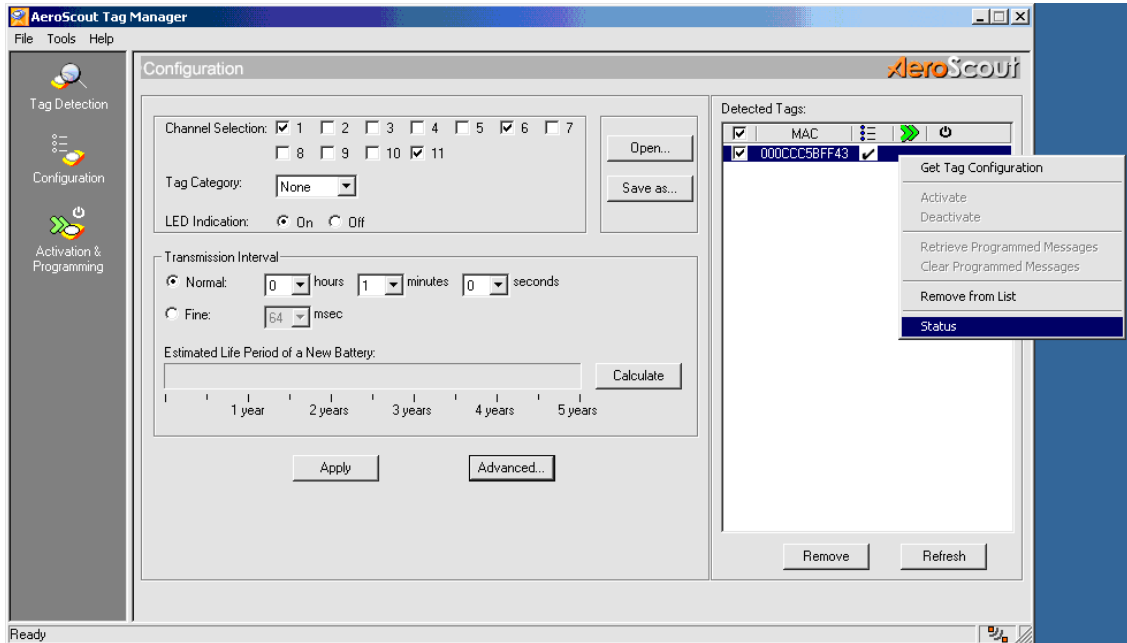 AeroScout Tag Manager
File Tools Help
Tag Detection
Configuration
Activation &
Programming
Configuration
AeroScout
Channel Selection: 1 2 3 4 5 6 7
8 9 10 11
Tag Category: None
LED Indication: On Off
Open...
Save as...
Transmission Interval
Normal: 0 hours 1 minutes 0 seconds
Fine: 64 msec
Estimated Life Period of a New Battery:
Calculate
1 year 2 years 3 years 4 years 5 years
Apply Advanced...
Detected Tags:
MAC
000CCC5BFF43
Get Tag Configuration
Activate
Deactivate
Retrieve Programmed Messages
Clear Programmed Messages
Remove from List
Status
Remove Refresh
Ready